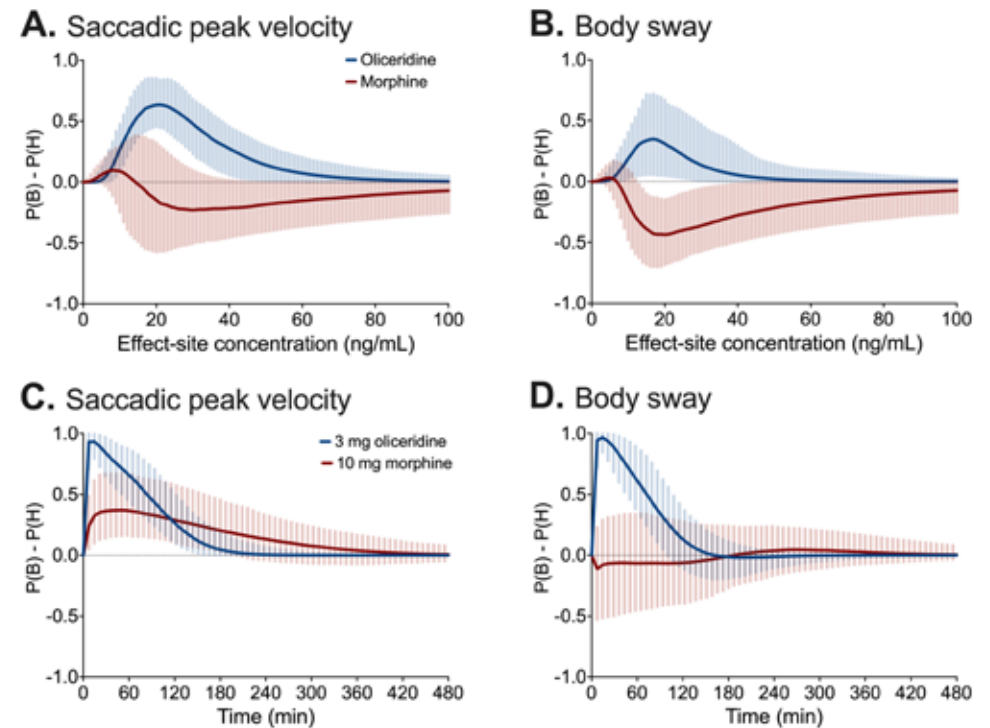 A. Saccadic peak velocity
1.0
0.5
0.0
-0.5
-1.0
P(B) - P(H)
Oliceridine
Morphine
0 20 40 60 80 100
Effect-site concentration (ng/mL)
B. Body sway
1.0
0.5
0.0
-0.5
-1.0
P(B) - P(H)
0 20 40 60 80 100
Effect-site concentration (ng/mL)
C. Saccadic peak velocity
1.0
0.5
0.0
-0.5
-1.0
P(B) - P(H)
3 mg oliceridine
10 mg morphine
0 60 120 180 240 300 360 420 480
Time (min)
D. Body sway
1.0
0.5
0.0
-0.5
-1.0
P(B) - P(H)
0 60 120 180 240 300 360 420 480
Time (min)